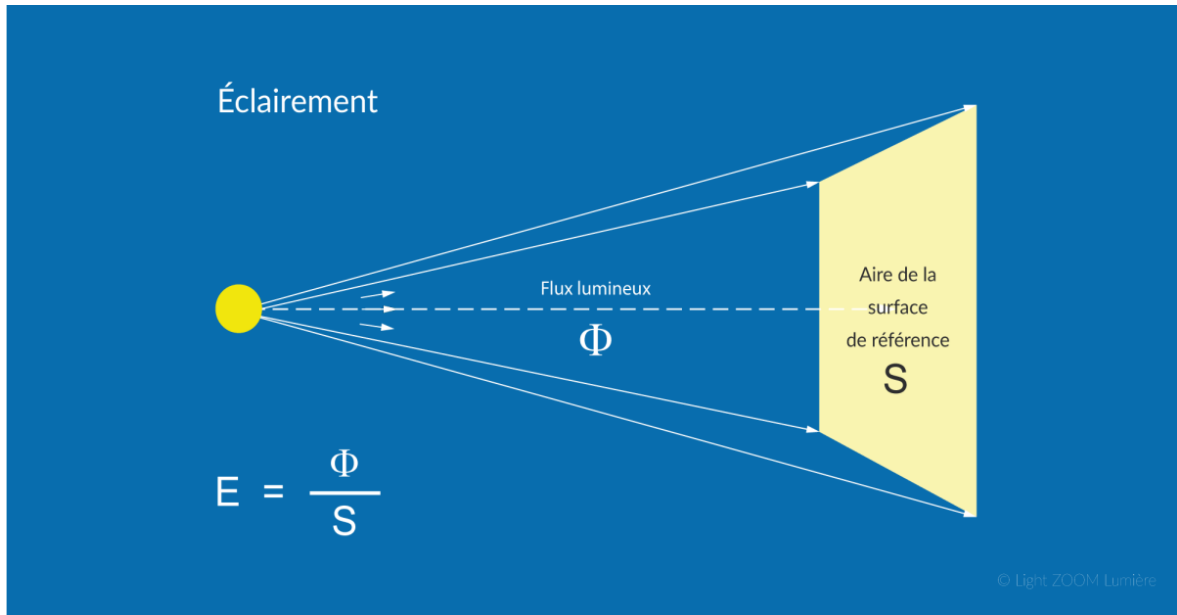 Éclairement
Flux lumineux
Φ
Aire de la
surface
de référence
S
E = Φ
S
© Light ZOOM Lumière